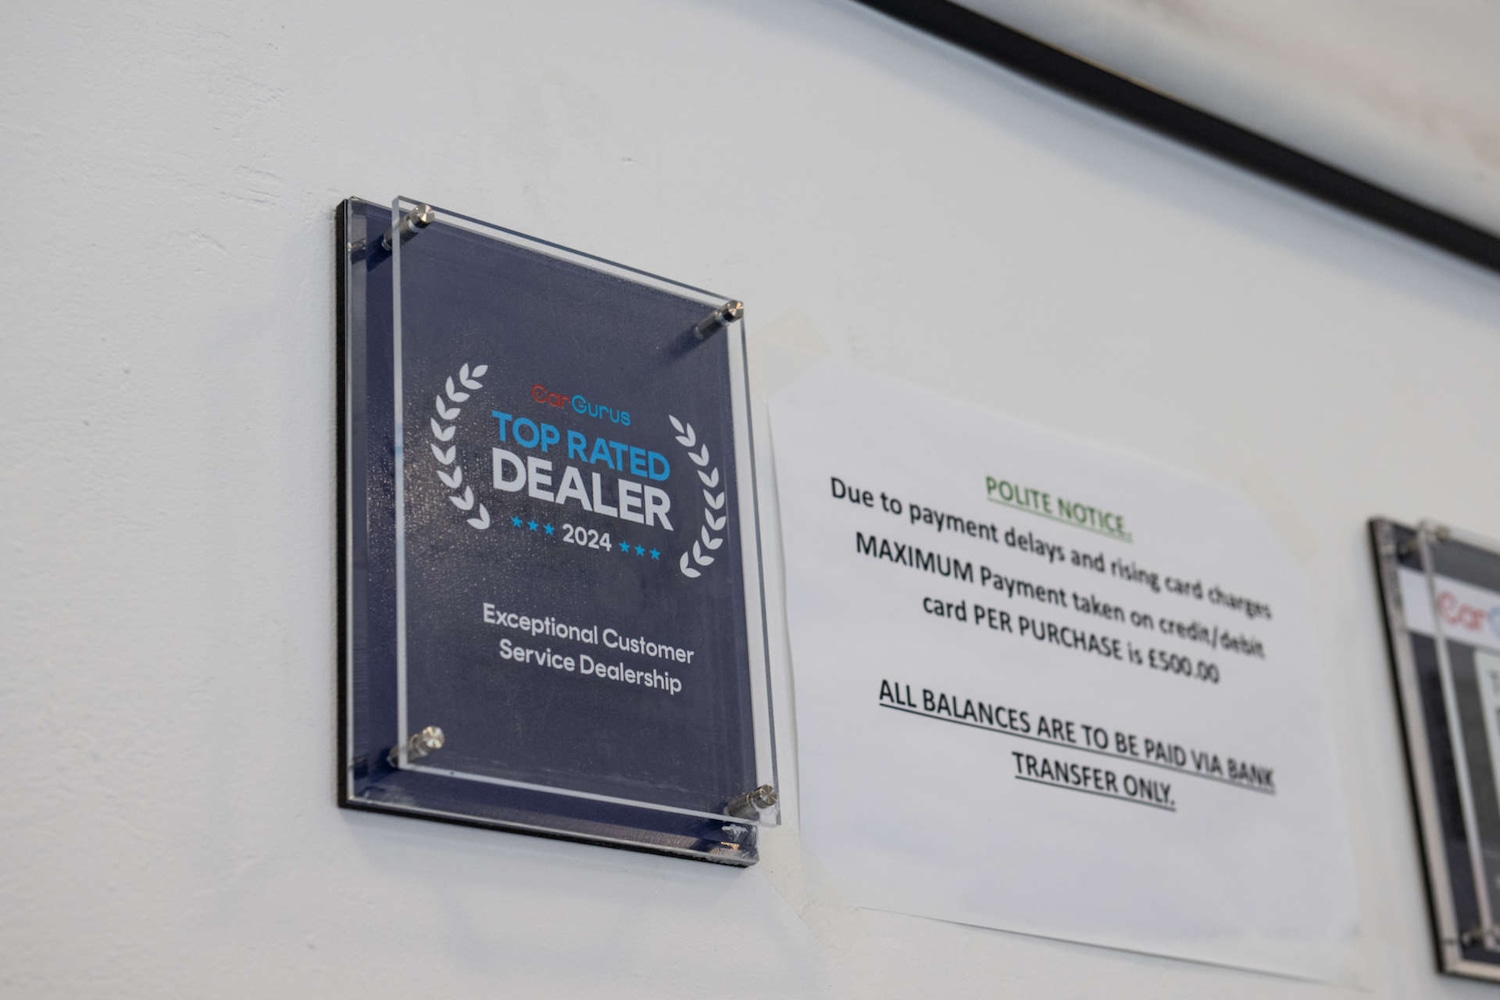 CarGurus
TOP RATED
DEALER
2024
Exceptional Customer
Service Dealership
POLITE NOTICE.
Due to payment delays and rising card charges
MAXIMUM Payment taken on credit/debit
card PER PURCHASE is £500.00
ALL BALANCES ARE TO BE PAID VIA BANK
TRANSFER ONLY.
Car